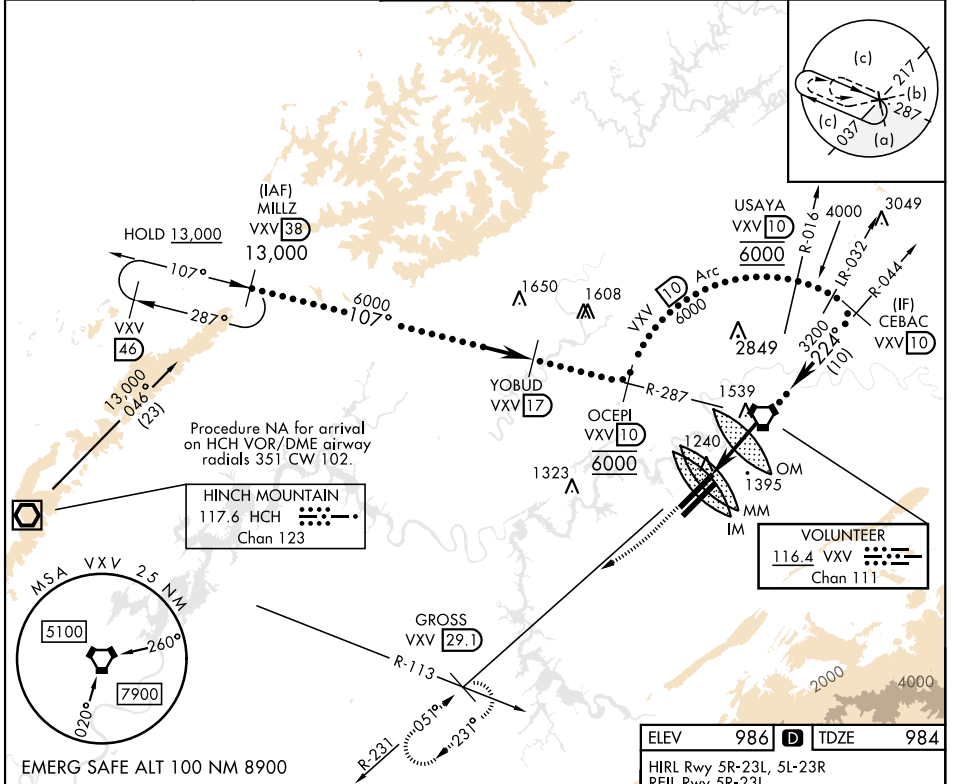 (c)
217
(b)
287
(c)
037
(a)
(IAF)
MILLZ
VXV 38
13,000
HOLD 13,000
107°
287°
VXV
46
6000
107°
USAYA
VXV 10
6000
R-016
4000
3049
LR-032
R-044
VXV 10 Arc
6000
(IF)
CEBAC
VXV 10
3200
224°
(10)
1650
1608
2849
13,000
046°
(23)
YOBUD
VXV 17
R-287
1539
OCEPI
VXV 10
6000
Procedure NA for arrival
on HCH VOR/DME airway
radials 351 CW 102.
1240
1395
OM
MM
IM
1323
HINCH MOUNTAIN
117.6 HCH
Chan 123
VOLUNTEER
116.4 VXV
Chan 111
MSA VXV 25 NM
5100
260°
7900
020°
GROSS
VXV 29.1
R-113
051°
231°
R-231
2000
4000
EMERG SAFE ALT 100 NM 8900
ELEV 986 D TDZE 984
HIRL Rwy 5R-23L, 5L-23R
REIL Rwy 5R-23L